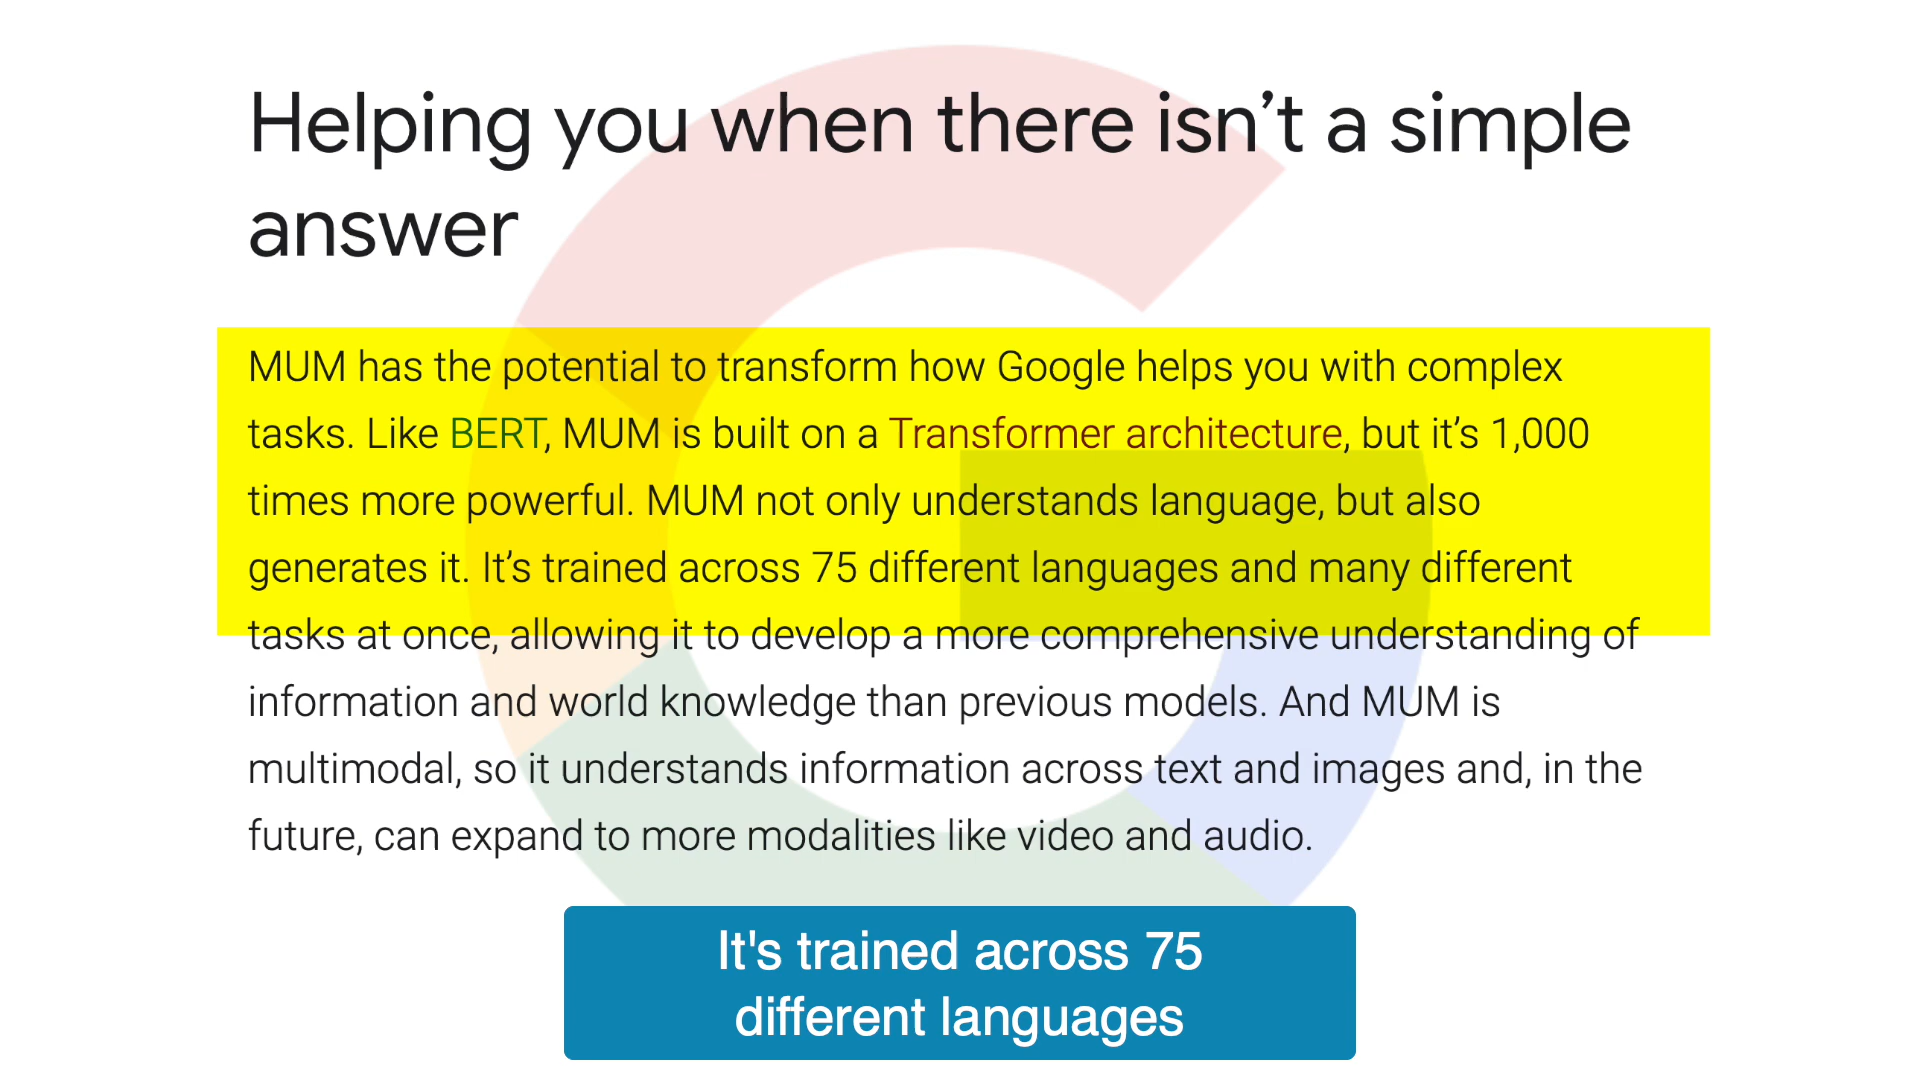 Helping you when there isn’t a simple
answer
MUM has the potential to transform how Google helps you with complex
tasks. Like BERT, MUM is built on a Transformer architecture, but it’s 1,000
times more powerful. MUM not only understands language, but also
generates it. It’s trained across 75 different languages and many different
tasks at once, allowing it to develop a more comprehensive understanding of
information and world knowledge than previous models. And MUM is
multimodal, so it understands information across text and images and, in the
future, can expand to more modalities like video and audio.
It's trained across 75
different languages